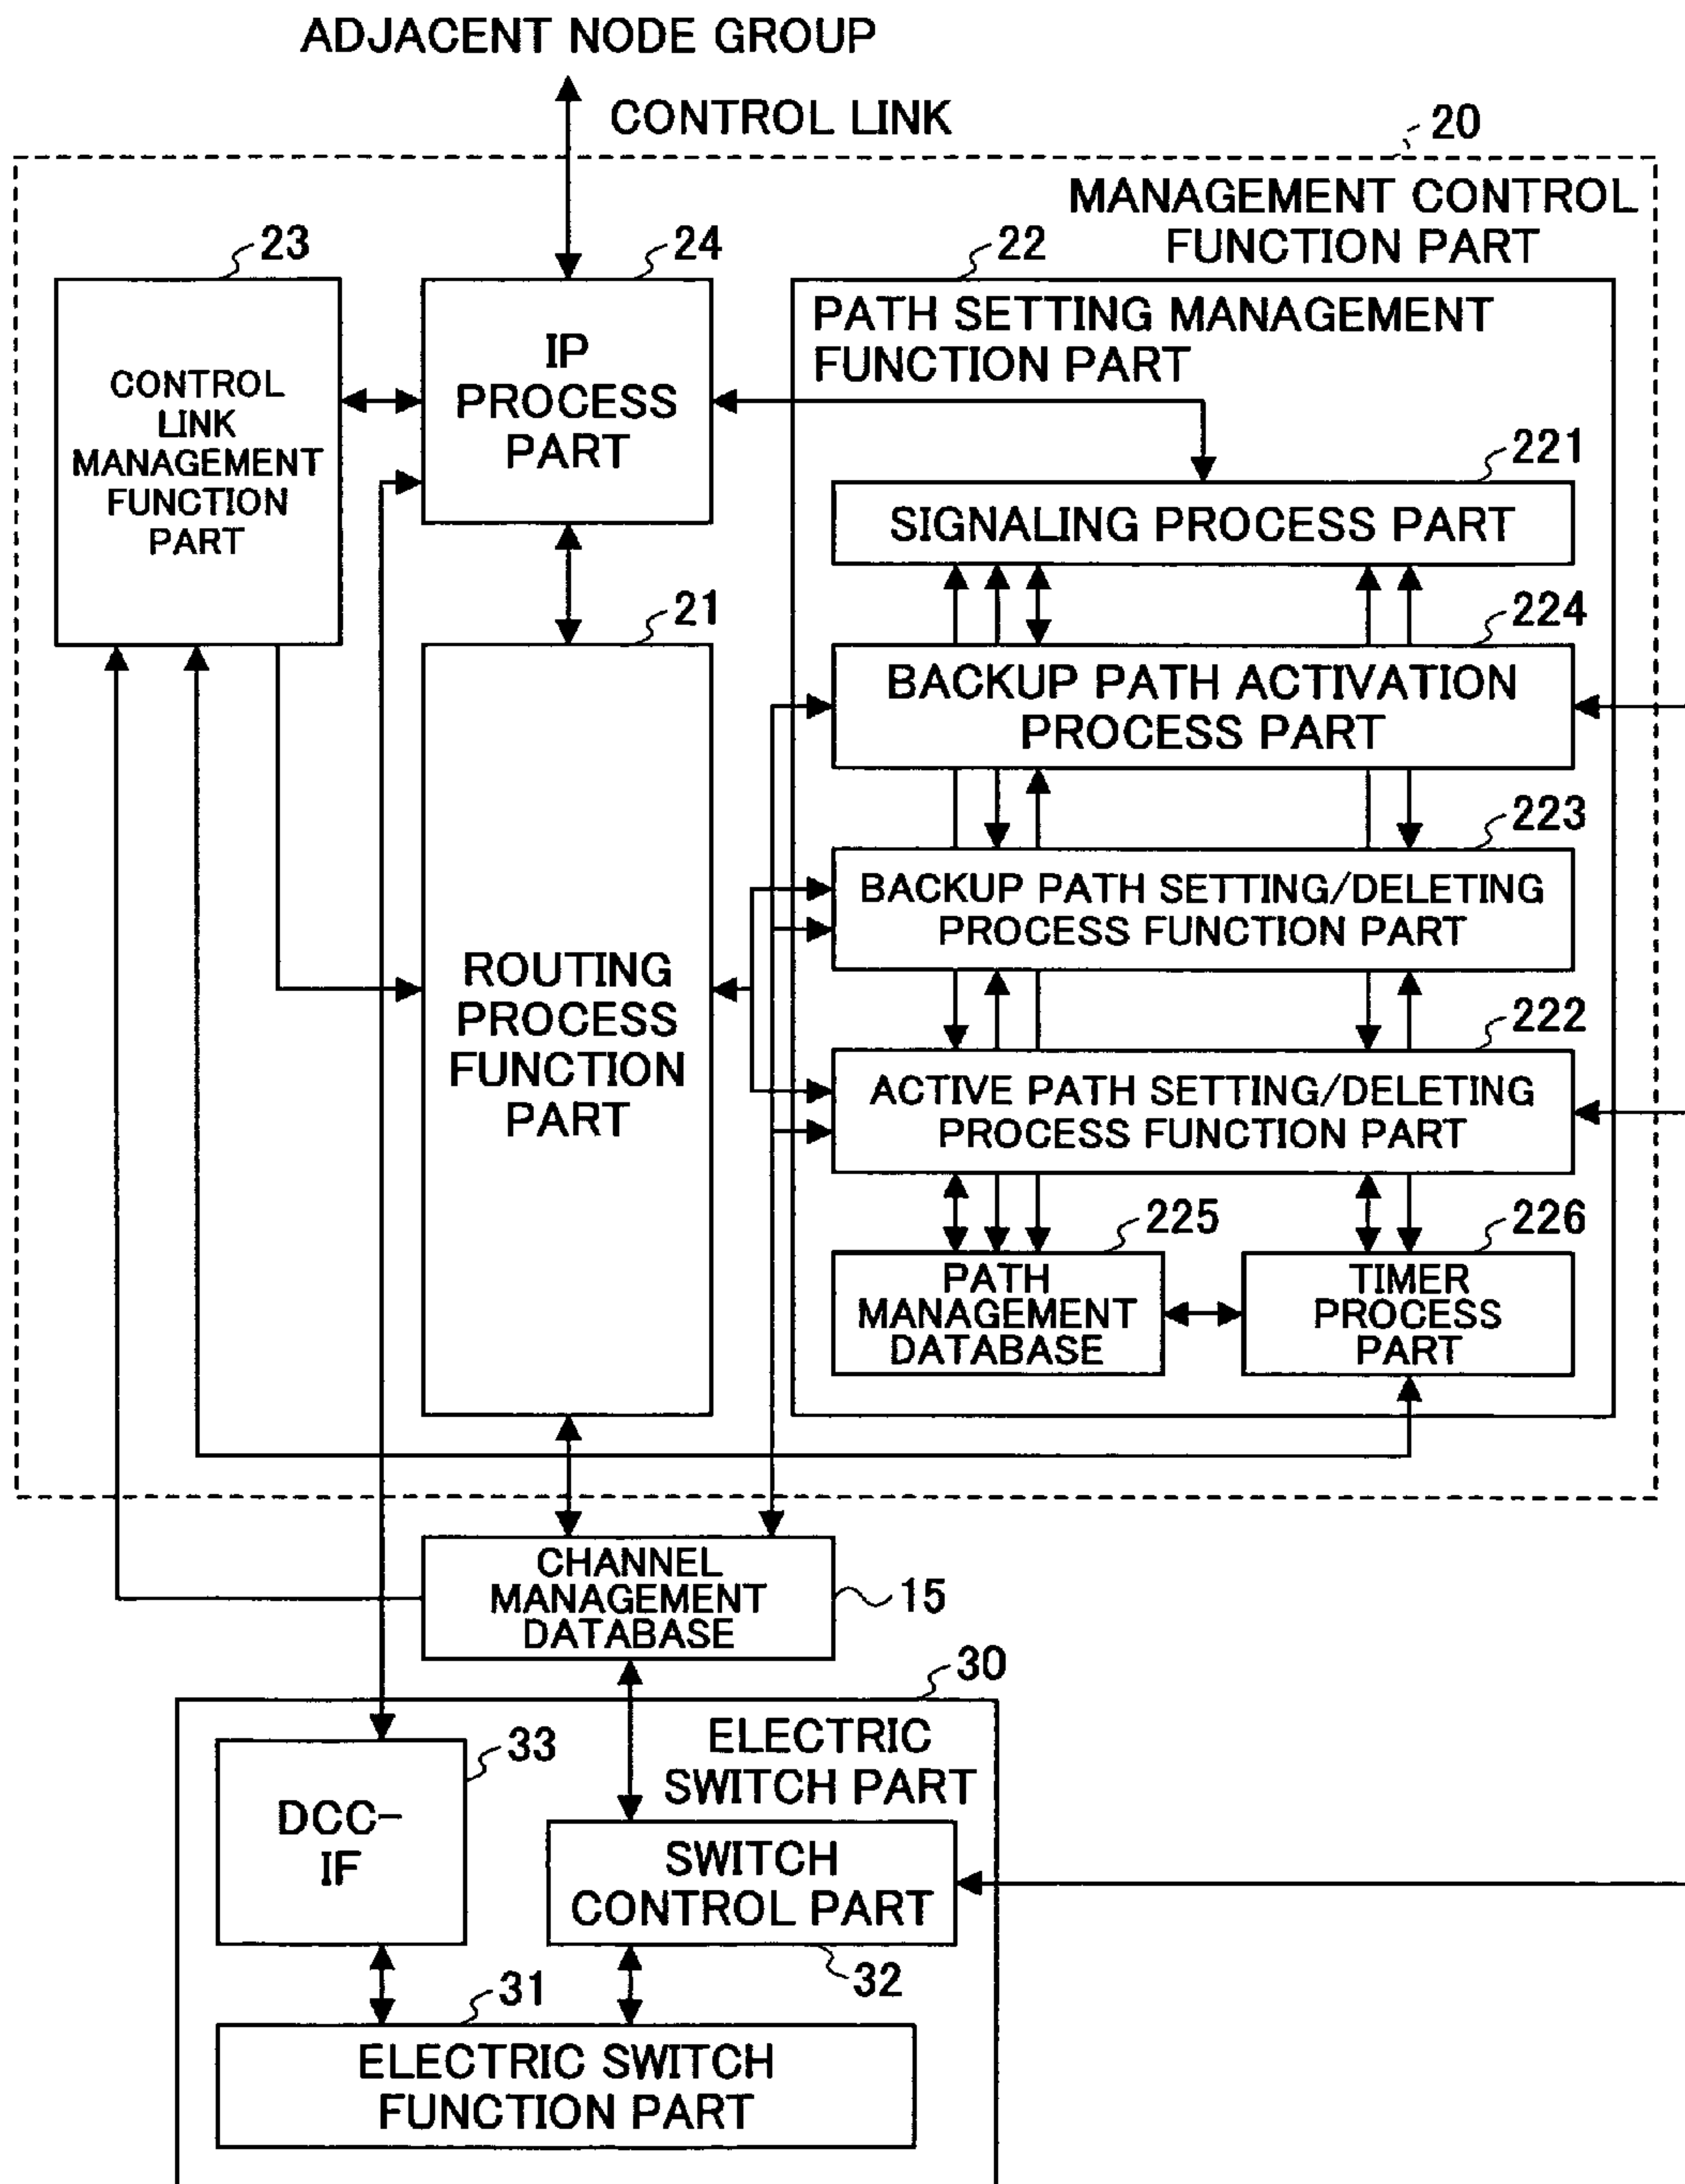 ADJACENT NODE GROUP
CONTROL LINK
20
MANAGEMENT CONTROL
FUNCTION PART
23
24
22
CONTROL
LINK
MANAGEMENT
FUNCTION
PART
IP
PROCESS
PART
PATH SETTING MANAGEMENT
FUNCTION PART
221
SIGNALING PROCESS PART
21
224
BACKUP PATH ACTIVATION
PROCESS PART
223
BACKUP PATH SETTING/DELETING
PROCESS FUNCTION PART
ROUTING
PROCESS
FUNCTION
PART
222
ACTIVE PATH SETTING/DELETING
PROCESS FUNCTION PART
225
226
PATH
MANAGEMENT
DATABASE
TIMER
PROCESS
PART
CHANNEL
MANAGEMENT
DATABASE
15
30
ELECTRIC
SWITCH PART
33
DCC-
IF
SWITCH
CONTROL PART
32
31
ELECTRIC SWITCH
FUNCTION PART